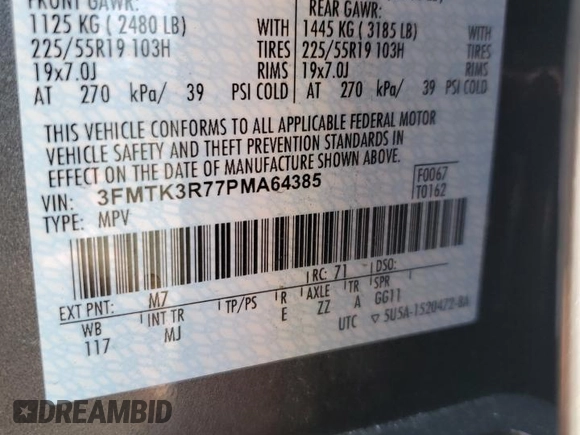 FRONT GAWR:
REAR GAWR:
1125 KG ( 2480 LB)
1445 KG ( 3185 LB)
225/55R19 103H TIRES
225/55R19 103H TIRES
19x7.0J RIMS
19x7.0J RIMS
AT 270 kPa/ 39 PSI COLD
AT 270 kPa/ 39 PSI COLD
THIS VEHICLE CONFORMS TO ALL APPLICABLE FEDERAL MOTOR
VEHICLE SAFETY AND THEFT PREVENTION STANDARDS IN
EFFECT ON THE DATE OF MANUFACTURE SHOWN ABOVE.
VIN: 3FMTK3R77PMA64385
F0067
TYPE: MPV
T0162
EXT PNT: M7 RC: 71 DSO:
WB INT TR TP/PS R AXLE TR SPR
117 MJ E ZZ A GG11
UTC 5U5A-1520472-BA
DREAMBID